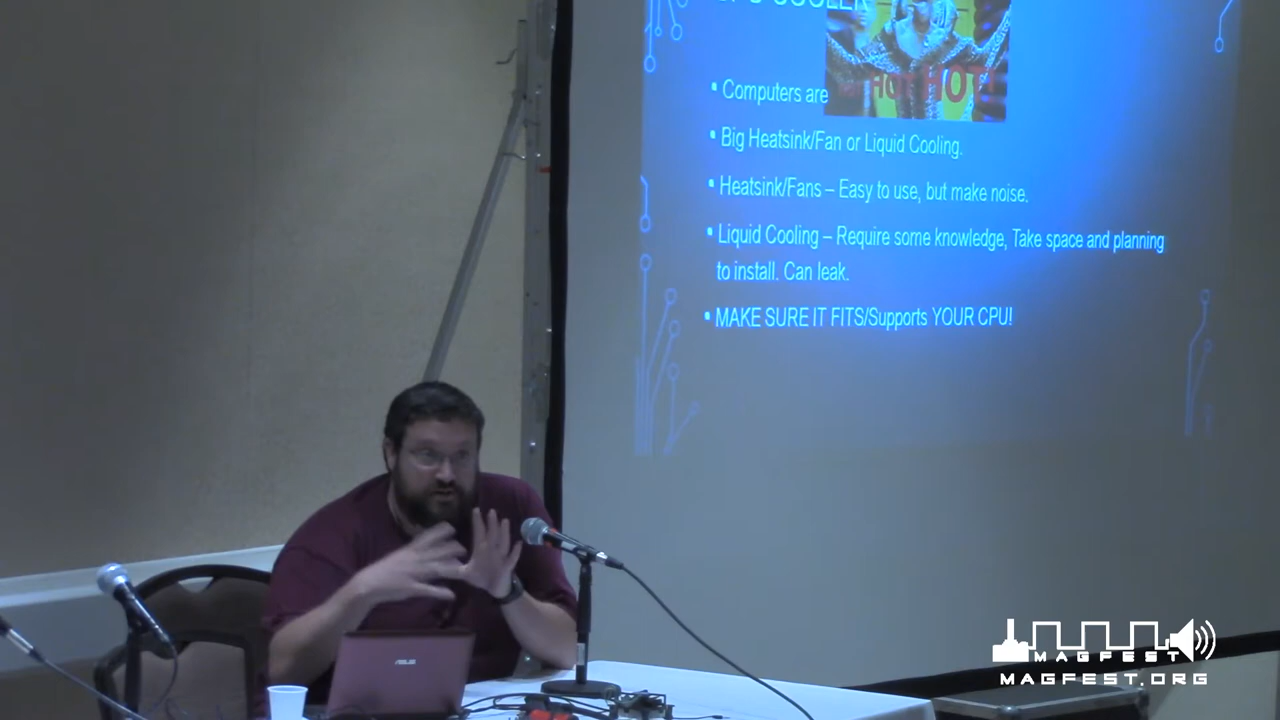 CPU COOLER
▪ Computers are HOT HOT!
▪ Big Heatsink/Fan or Liquid Cooling.
▪ Heatsink/Fans – Easy to use, but make noise.
▪ Liquid Cooling – Require some knowledge, Take space and planning
to install. Can leak.
▪ MAKE SURE IT FITS/Supports YOUR CPU!
ASUS
MAGFEST
MAGFEST.ORG